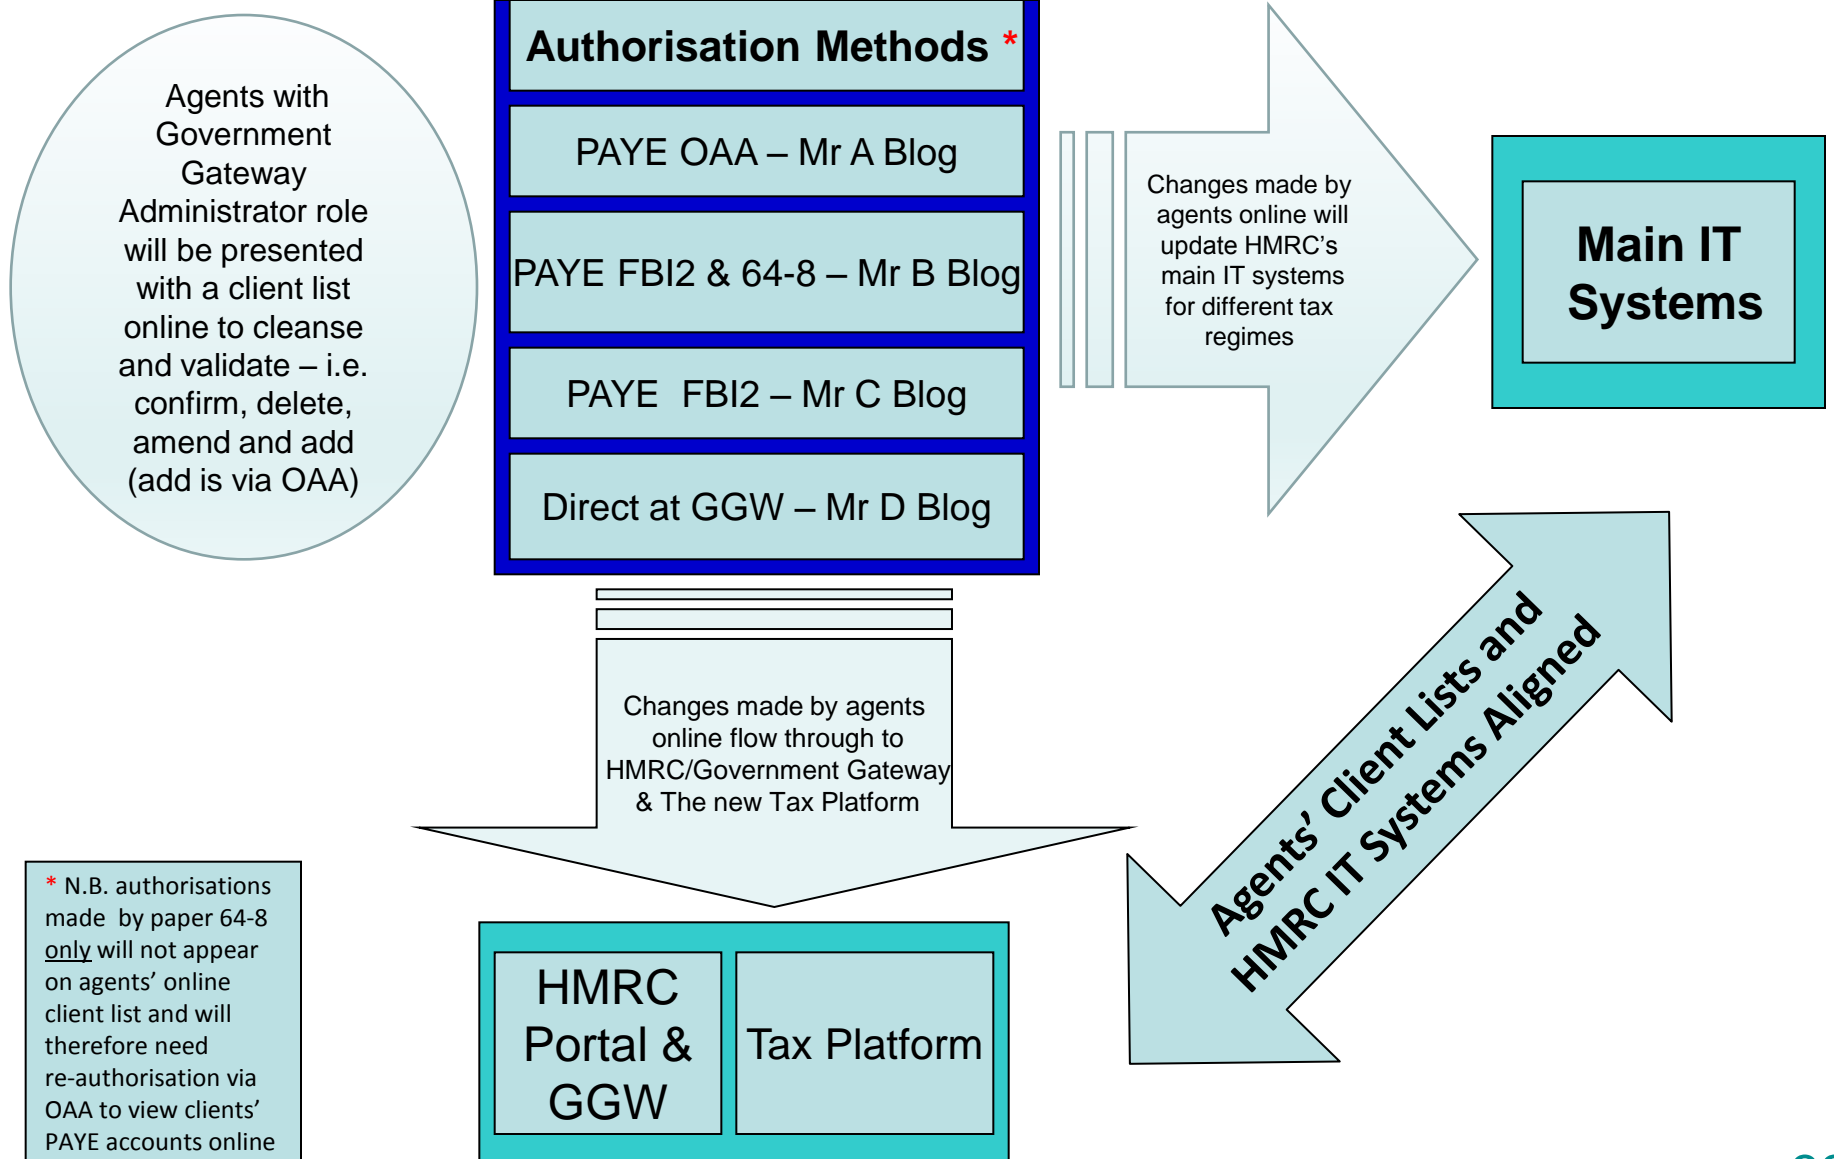 Agents with
Government
Gateway
Administrator role
will be presented
with a client list
online to cleanse
and validate – i.e.
confirm, delete,
amend and add
(add is via OAA)
Authorisation Methods *
PAYE OAA – Mr A Blog
PAYE FBI2 & 64-8 – Mr B Blog
PAYE FBI2 – Mr C Blog
Direct at GGW – Mr D Blog
Changes made by
agents online will
update HMRC's
main IT systems
for different tax
regimes
Main IT
Systems
Changes made by agents
online flow through to
HMRC/Government Gateway
& The new Tax Platform
Agents' Client Lists and
HMRC IT Systems Aligned
* N.B. authorisations
made by paper 64-8
only will not appear
on agents' online
client list and will
therefore need
re-authorisation via
OAA to view clients'
PAYE accounts online
HMRC
Portal &
GGW
Tax Platform